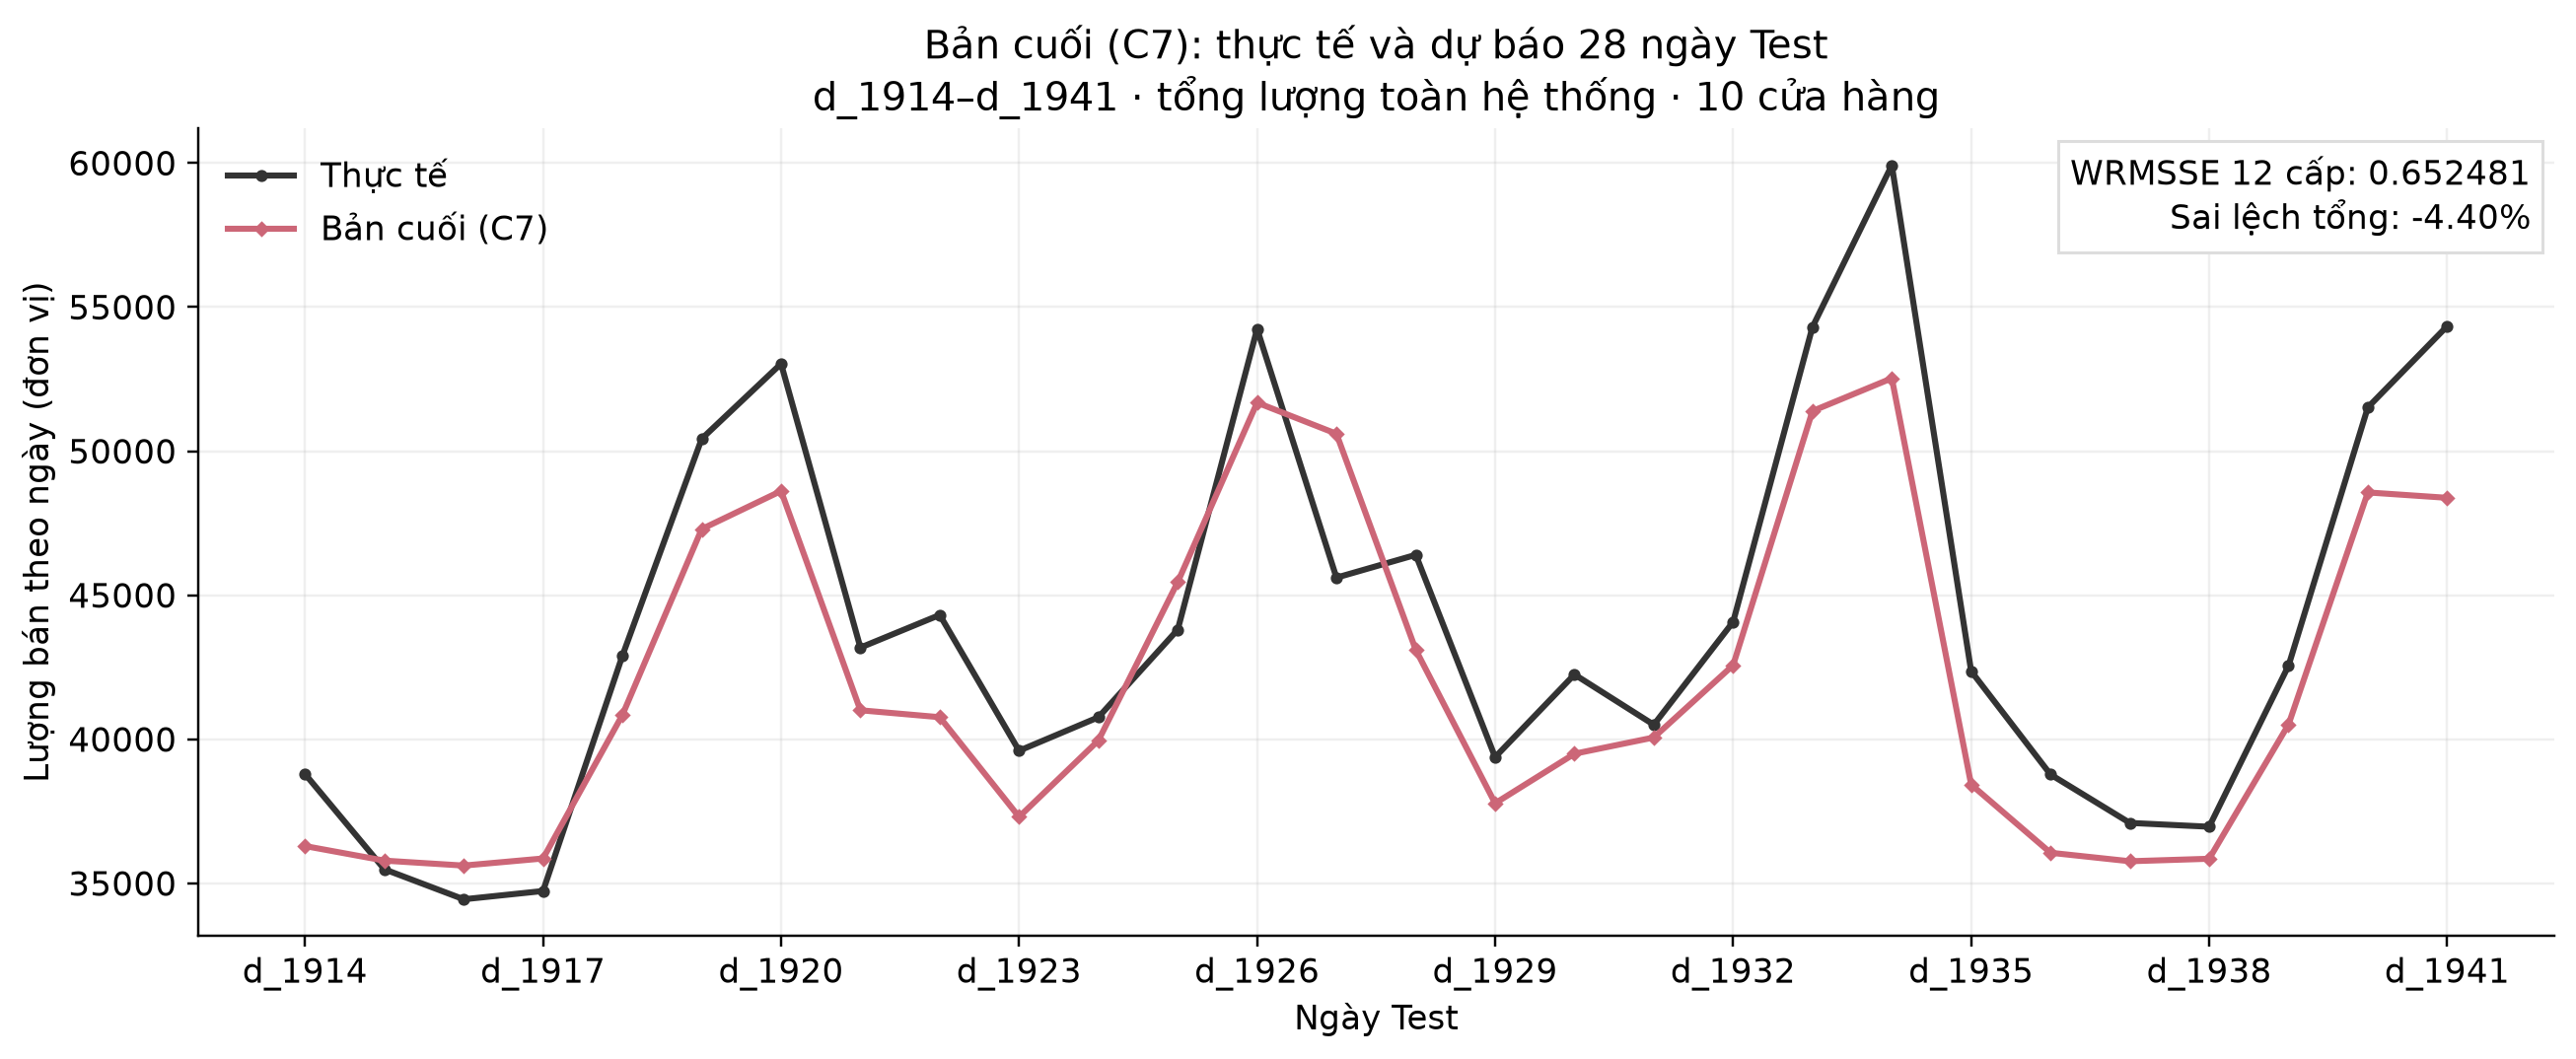 Bản cuối (C7): thực tế và dự báo 28 ngày Test
d_1914–d_1941 · tổng lượng toàn hệ thống · 10 cửa hàng
Thực tế
Bản cuối (C7)
WRMSSE 12 cấp: 0.652481
Sai lệch tổng: -4.40%
Lượng bán theo ngày (đơn vị)
60000
55000
50000
45000
40000
35000
d_1914 d_1917 d_1920 d_1923 d_1926 d_1929 d_1932 d_1935 d_1938 d_1941
Ngày Test